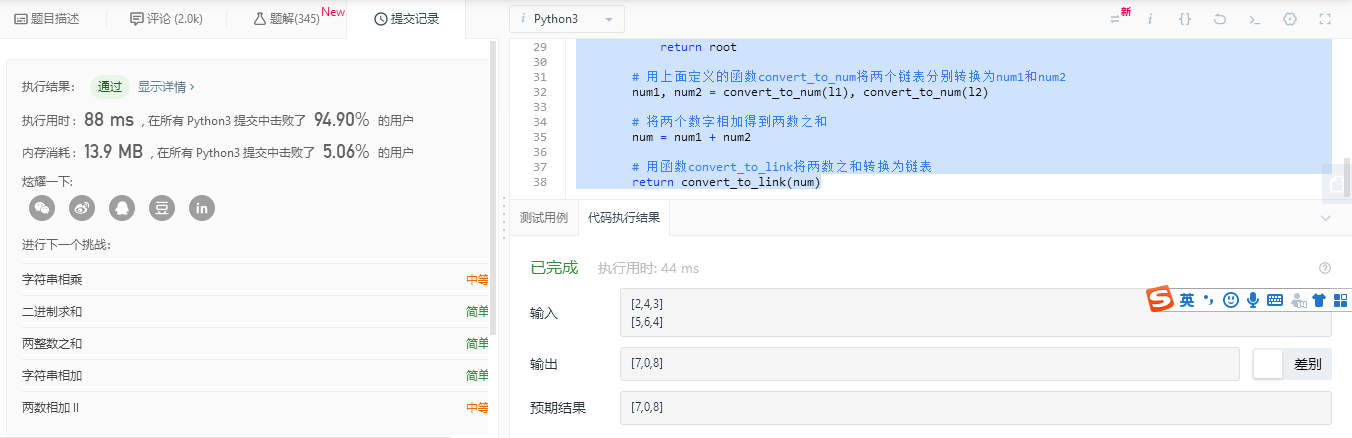 题目描述
评论 (2.0k)
题解(345)
New
提交记录
i Python3
新
执行结果：
通过
显示详情 ›
执行用时：88 ms , 在所有 Python3 提交中击败了 94.90% 的用户
内存消耗：13.9 MB , 在所有 Python3 提交中击败了 5.06% 的用户
炫耀一下:
豆
in
进行下一个挑战：
字符串相乘 中等
二进制求和 简单
两整数之和 简单
字符串相加 简单
两数相加 II 中等
29 return root
30
31 # 用上面定义的函数convert_to_num将两个链表分别转换为num1和num2
32 num1, num2 = convert_to_num(l1), convert_to_num(l2)
33
34 # 将两个数字相加得到两数之和
35 num = num1 + num2
36
37 # 用函数convert_to_link将两数之和转换为链表
38 return convert_to_link(num)
测试用例
代码执行结果
已完成 执行用时: 44 ms
输入
[2,4,3]
[5,6,4]
S 英
输出
[7,0,8]
差别
预期结果
[7,0,8]